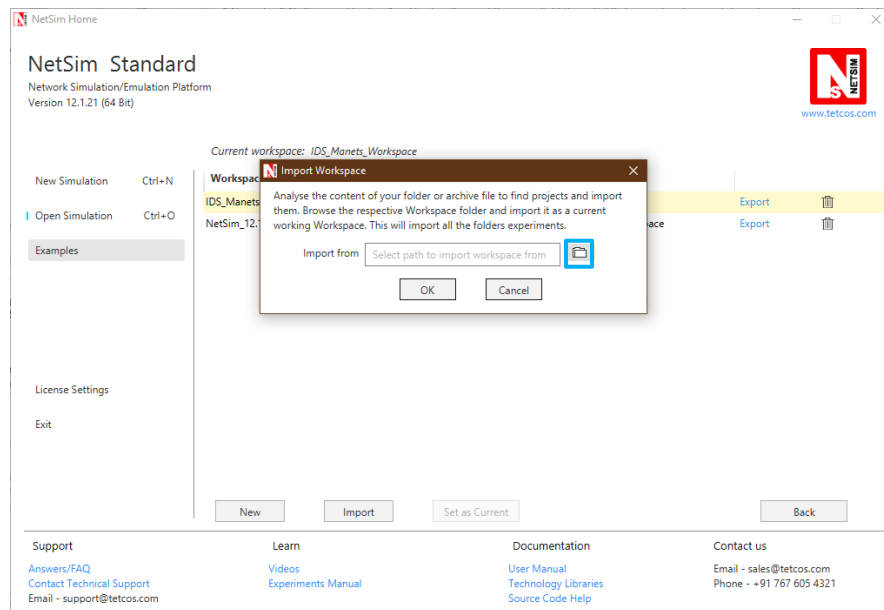 NetSim Home
NetSim Standard
Network Simulation/Emulation Platform
Version 12.1.21 (64 Bit)
NETSIM
www.tetcos.com
Current workspace: IDS_Manets_Workspace
New Simulation Ctrl+N
Open Simulation Ctrl+O
Examples
License Settings
Exit
Workspac
IDS_Manets Export
NetSim_12. ace Export
Import Workspace
Analyse the content of your folder or archive file to find projects and import
them. Browse the respective Workspace folder and import it as a current
working Workspace. This will import all the folders experiments.
Import from Select path to import workspace from
OK Cancel
New Import Set as Current Back
Support
Answers/FAQ
Contact Technical Support
Email - support@tetcos.com
Learn
Videos
Experiments Manual
Documentation
User Manual
Technology Libraries
Source Code Help
Contact us
Email - sales@tetcos.com
Phone - +91 767 605 4321